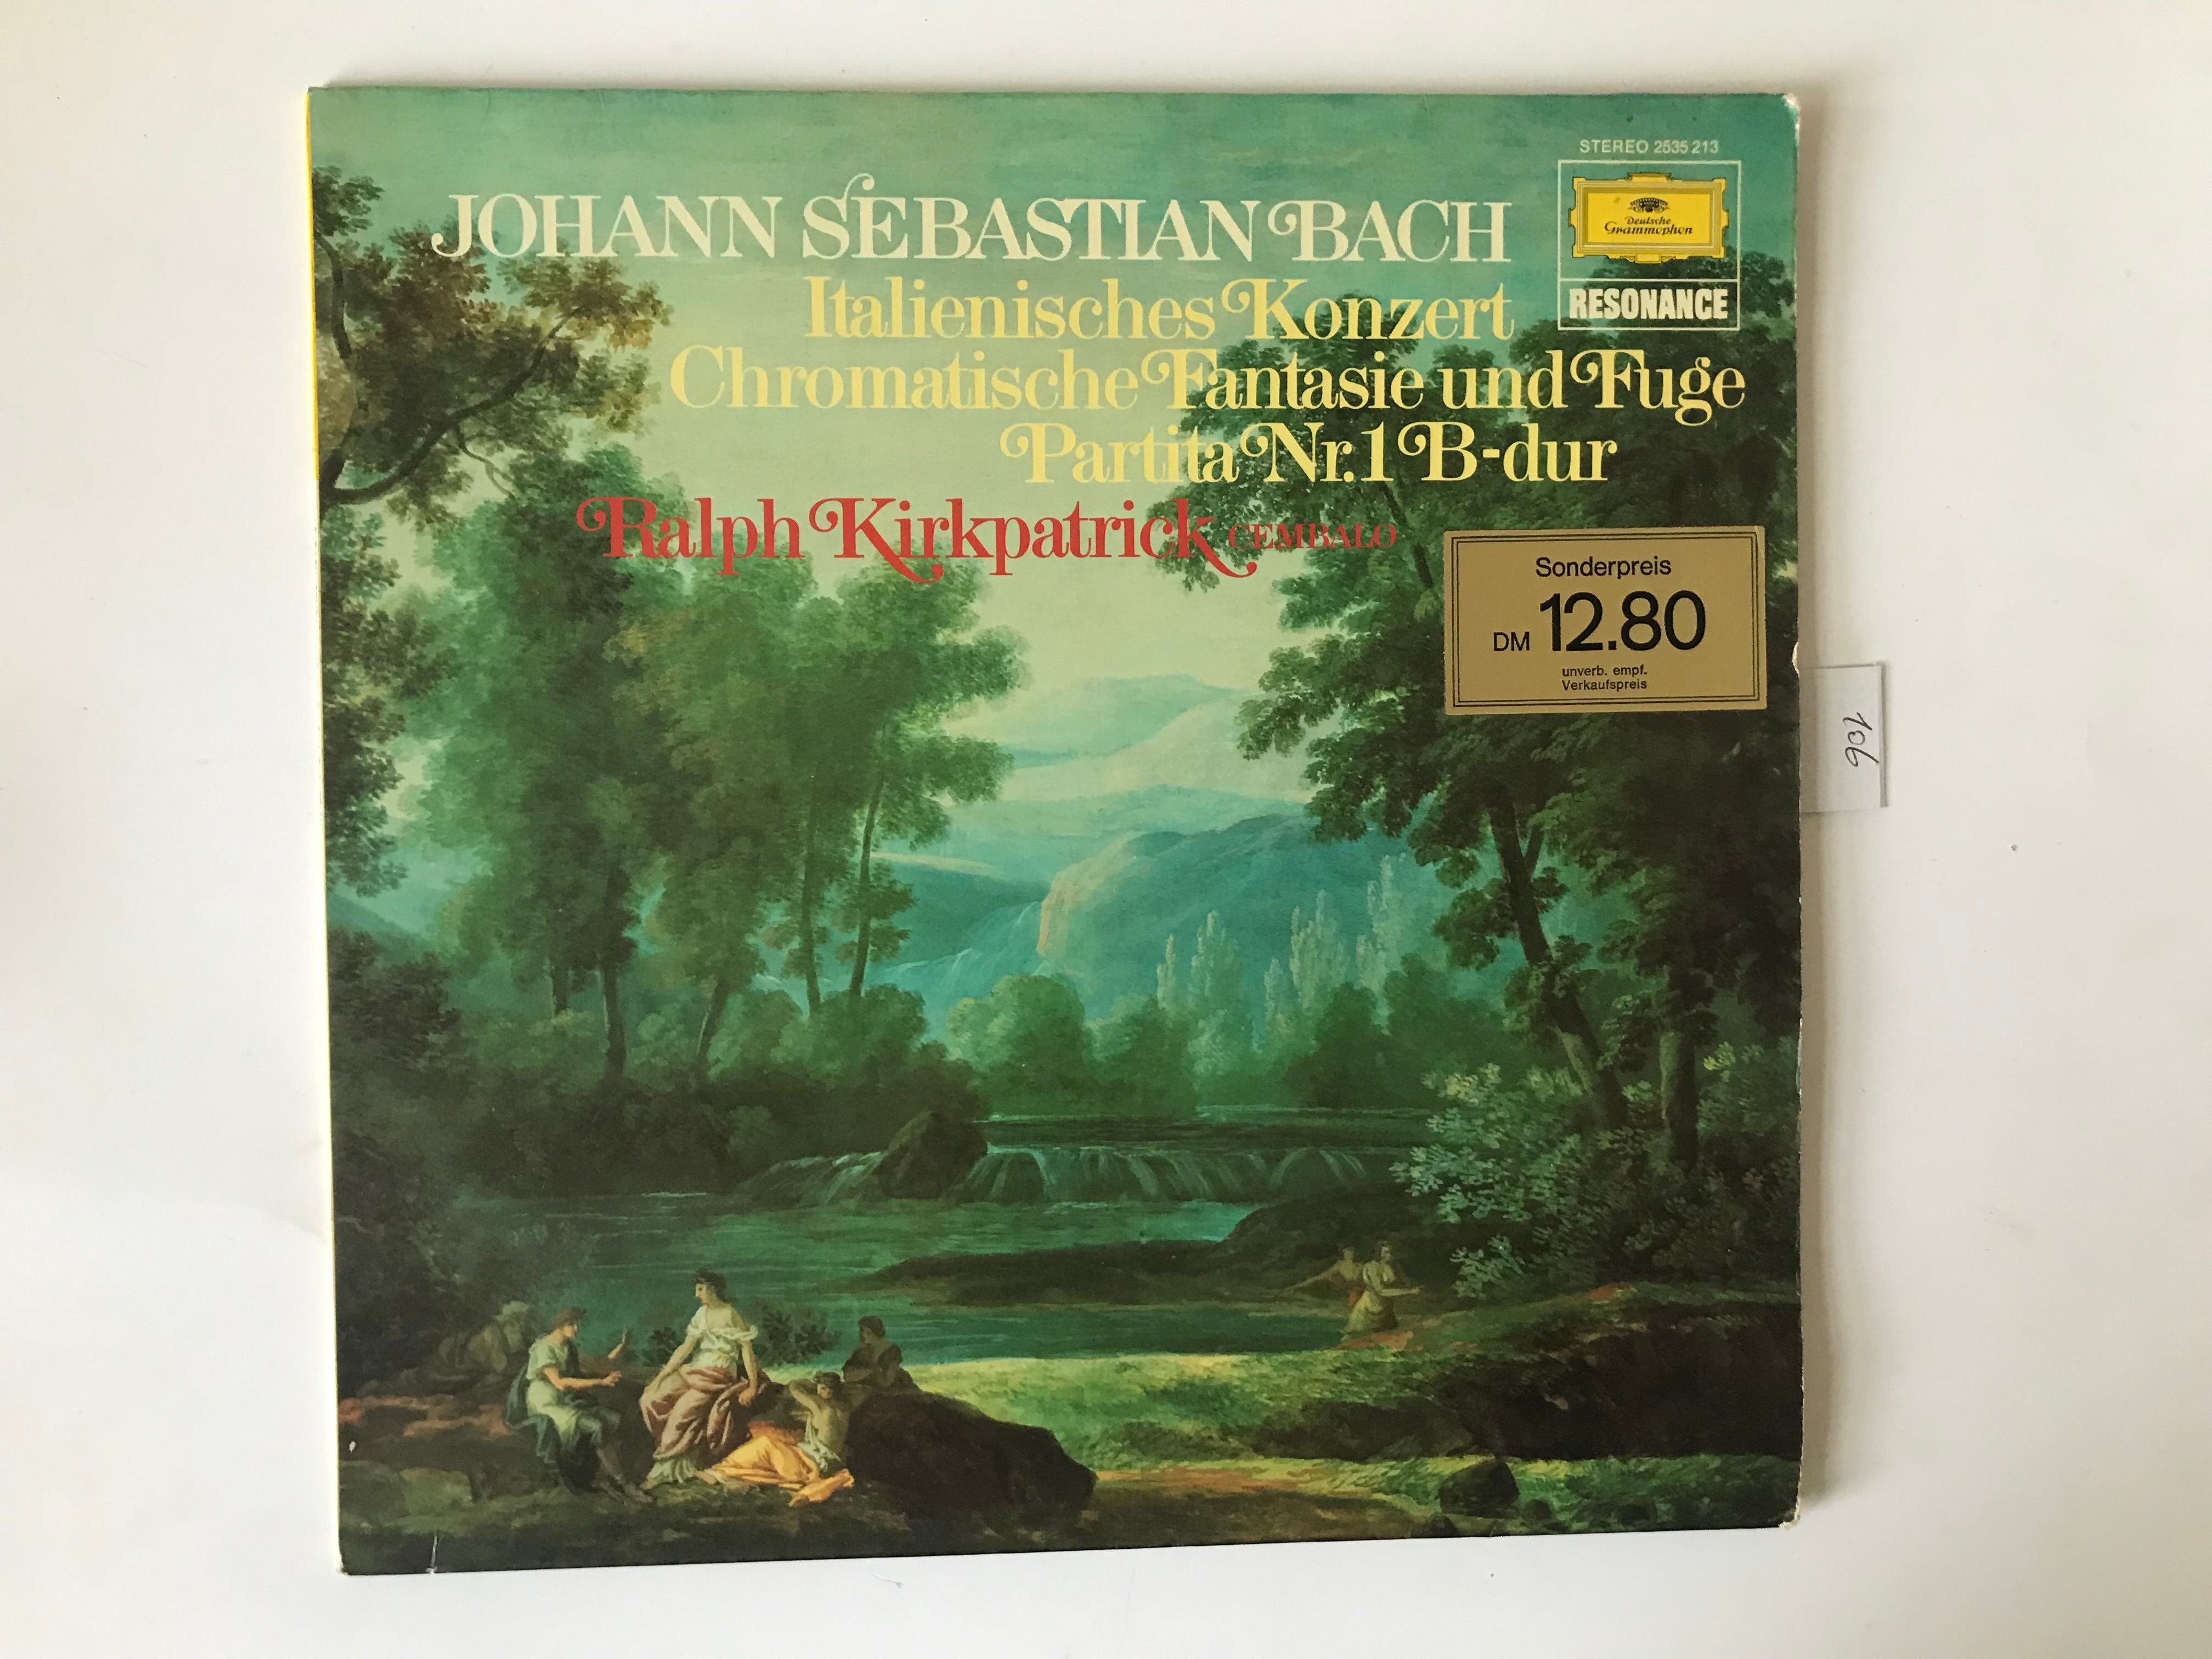 STEREO 2535 213
JOHANN SEBASTIAN BACH
Deutsche
Grammophon
RESONANCE
Italienisches Konzert
Chromatische Fantasie und Fuge
Partita Nr. 1 B-dur
Ralph Kirkpatrick CEMBALO
Sonderpreis
DM 12.80
unverb. empf.
Verkaufspreis
106